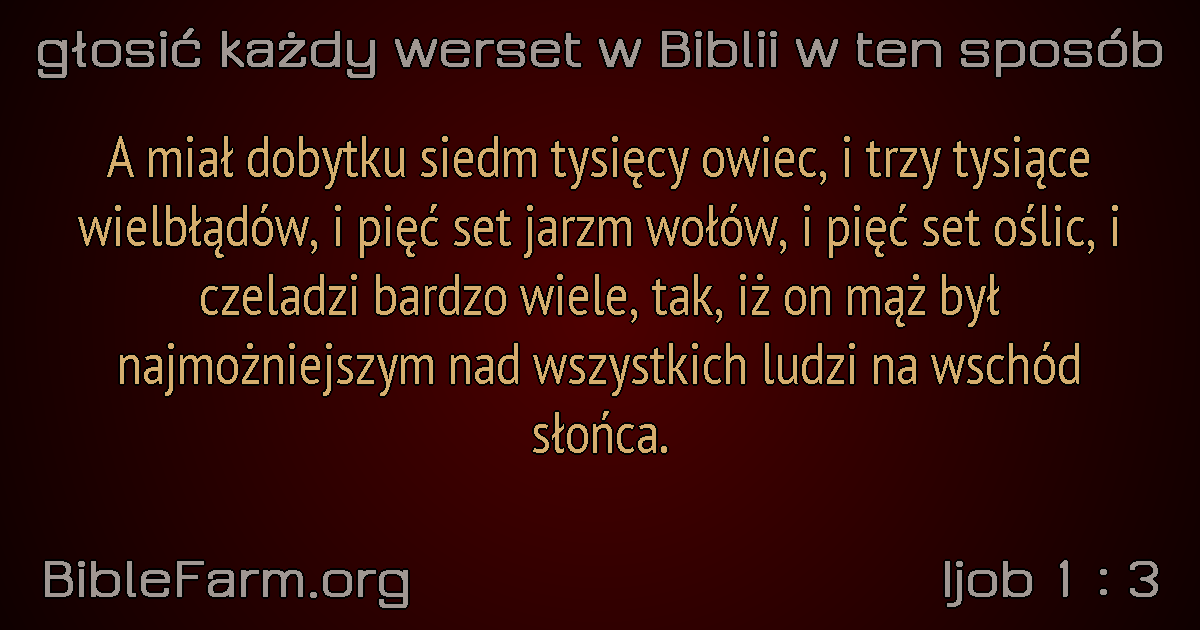 głosić każdy werset w Biblii w ten sposób
A miał dobytku siedm tysięcy owiec, i trzy tysiące
wielbłądów, i pięć set jarzm wołów, i pięć set oślic, i
czeladzi bardzo wiele, tak, iż on mąż był
najmożniejszym nad wszystkich ludzi na wschód
słońca.
BibleFarm.org
Ijob 1 : 3